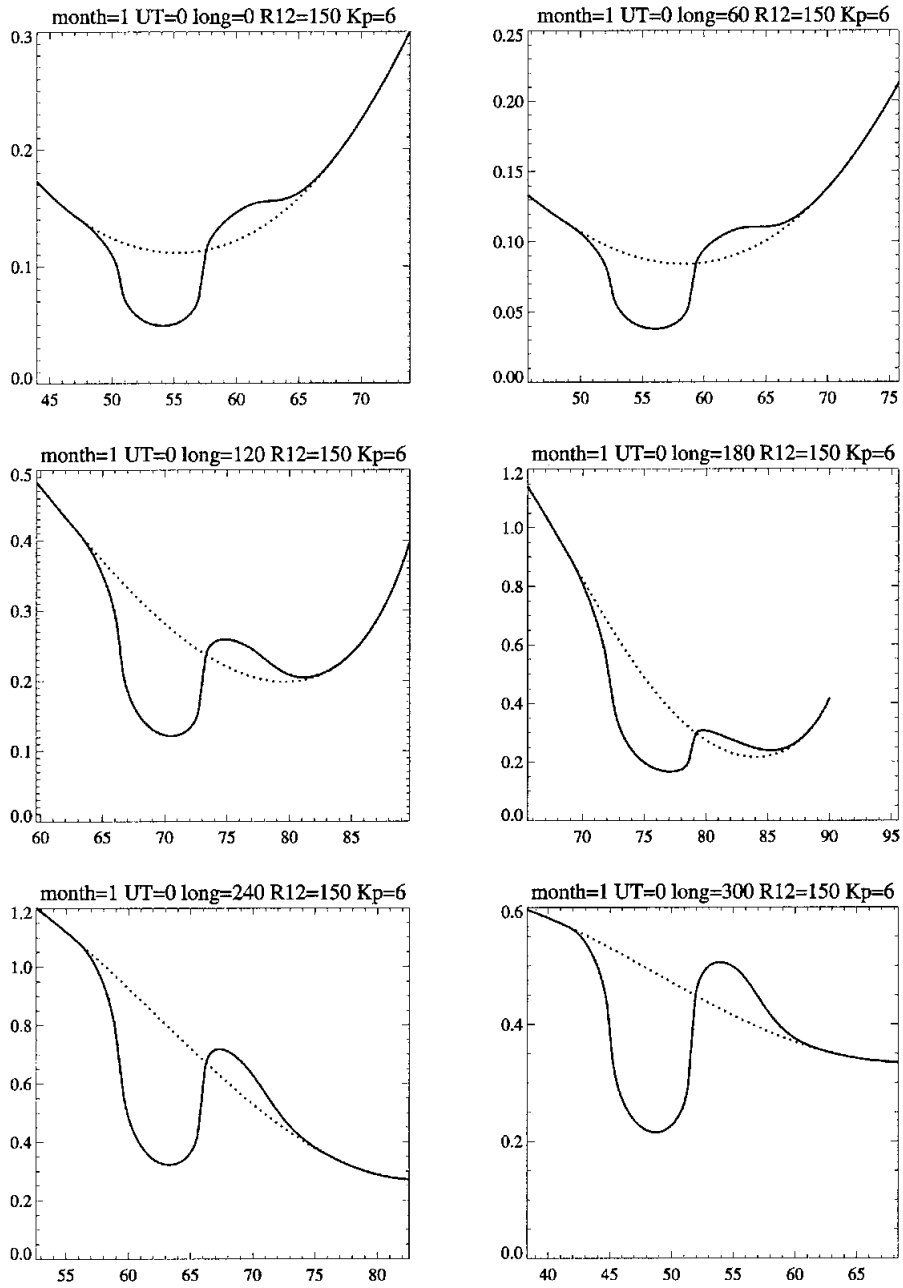 month=1 UT=0 long=0 R12=150 Kp=6
0.3
0.2
0.1
0.0
45 50 55 60 65 70
month=1 UT=0 long=60 R12=150 Kp=6
0.25
0.20
0.15
0.10
0.05
0.00
50 55 60 65 70 75
month=1 UT=0 long=120 R12=150 Kp=6
0.5
0.4
0.3
0.2
0.1
0.0
60 65 70 75 80 85
month=1 UT=0 long=180 R12=150 Kp=6
1.2
1.0
0.8
0.6
0.4
0.2
0.0
70 75 80 85 90 95
month=1 UT=0 long=240 R12=150 Kp=6
1.2
1.0
0.8
0.6
0.4
0.2
0.0
55 60 65 70 75 80
month=1 UT=0 long=300 R12=150 Kp=6
0.6
0.4
0.2
0.0
40 45 50 55 60 65